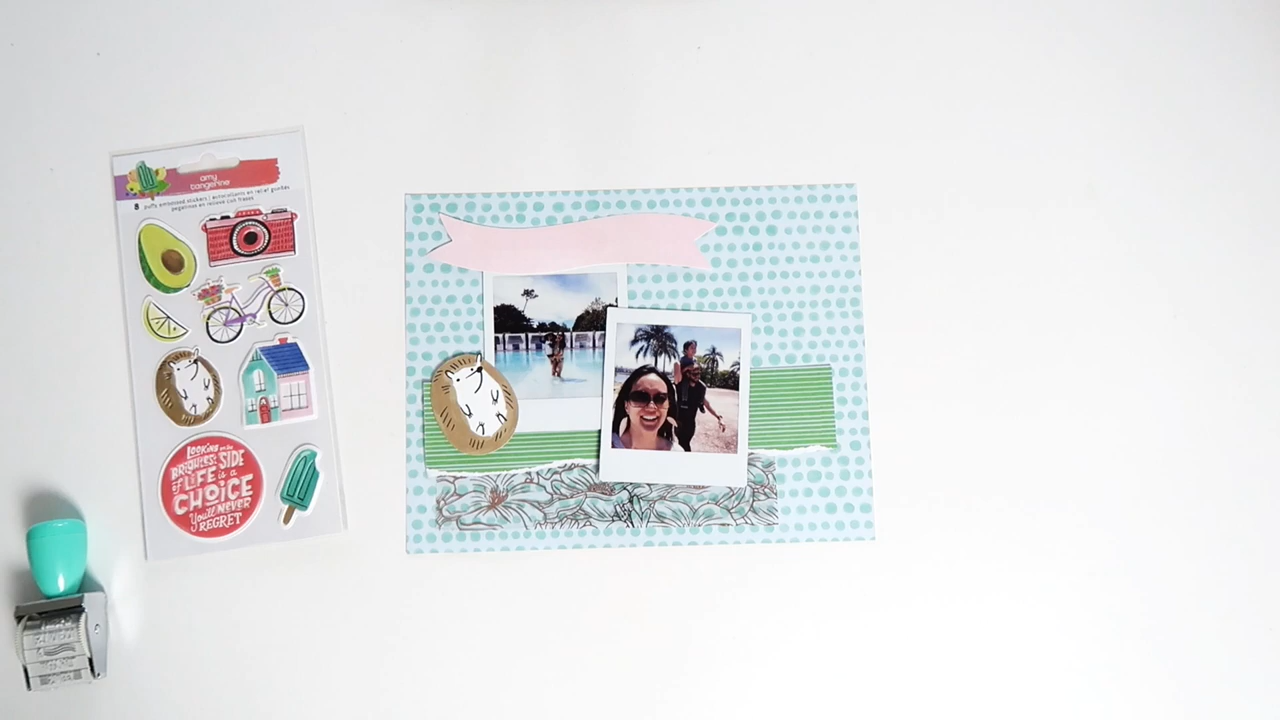 amy
tangerine
8 puffy embossed stickers | autocollants en relief gonflés
pegatinas en relieve con frases
LOOKING on the
BRIGHTER SIDE
of LIFE is a
CHOICE
You'll NEVER
REGRET